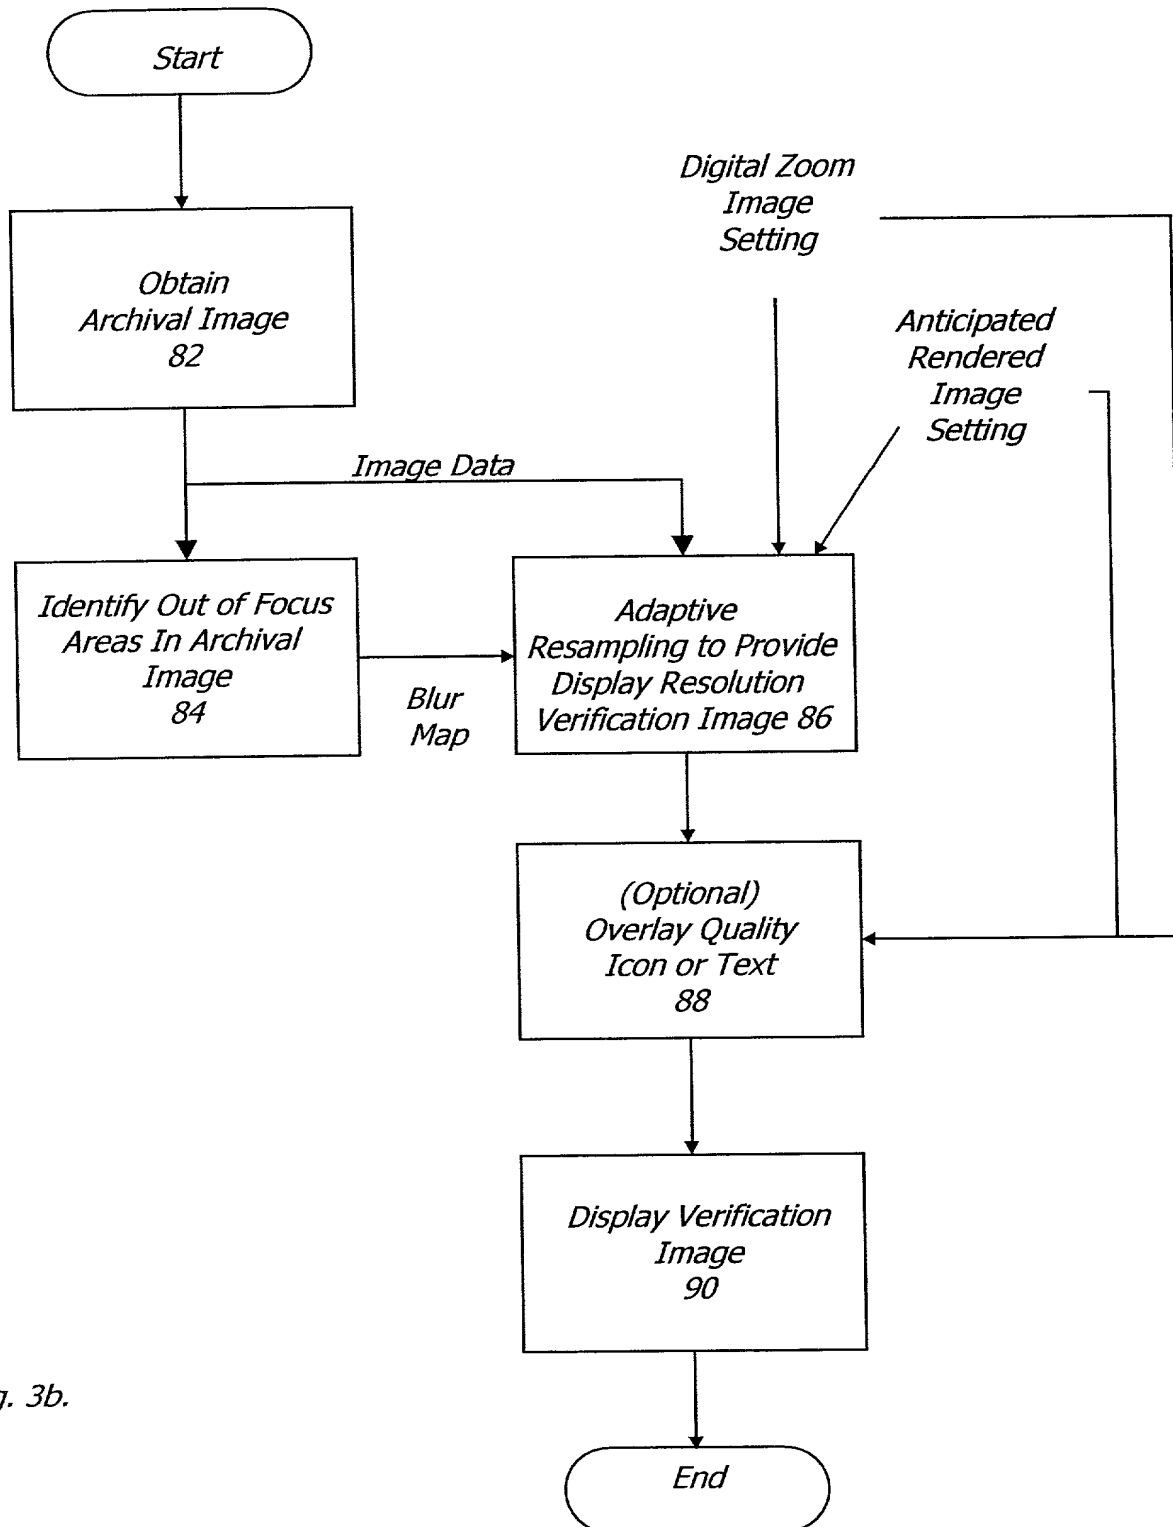 Start
Digital Zoom
Image
Setting
Obtain
Archival Image
82
Anticipated
Rendered
Image
Setting
Image Data
Identify Out of Focus
Areas In Archival
Image
84
Blur
Map
Adaptive
Resampling to Provide
Display Resolution
Verification Image 86
(Optional)
Overlay Quality
Icon or Text
88
Display Verification
Image
90
g. 3b.
End